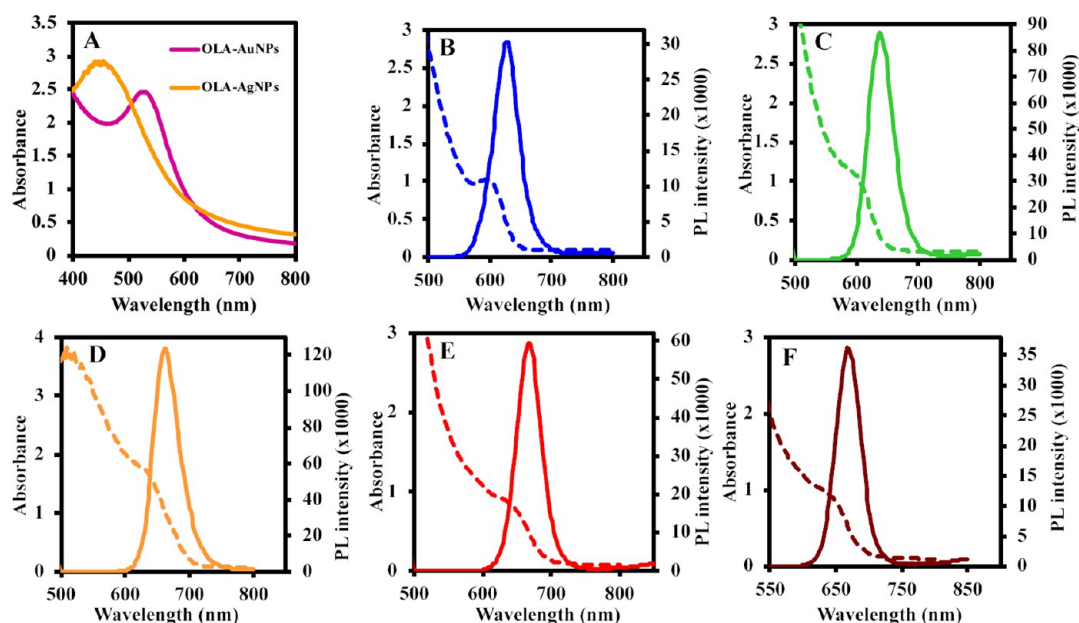 A
OLA-AuNPs
OLA-AgNPs
Absorbance
3.5
3
2.5
2
1.5
1
0.5
0
400 500 600 700 800
Wavelength (nm)
B
Absorbance
3
2.5
2
1.5
1
0.5
0
PL intensity (x1000)
30
25
20
15
10
5
0
500 600 700 800
Wavelength (nm)
C
Absorbance
3
2.5
2
1.5
1
0.5
0
PL intensity (x1000)
90
80
70
60
50
40
30
20
10
0
500 600 700 800
Wavelength (nm)
D
Absorbance
4
3
2
1
0
PL intensity (x1000)
120
100
80
60
40
20
0
500 600 700 800
Wavelength (nm)
E
Absorbance
3
2
1
0
PL intensity (x1000)
60
50
40
30
20
10
0
500 600 700 800
Wavelength (nm)
F
Absorbance
3
2
1
0
PL intensity (x1000)
35
30
25
20
15
10
5
0
550 650 750 850
Wavelength (nm)